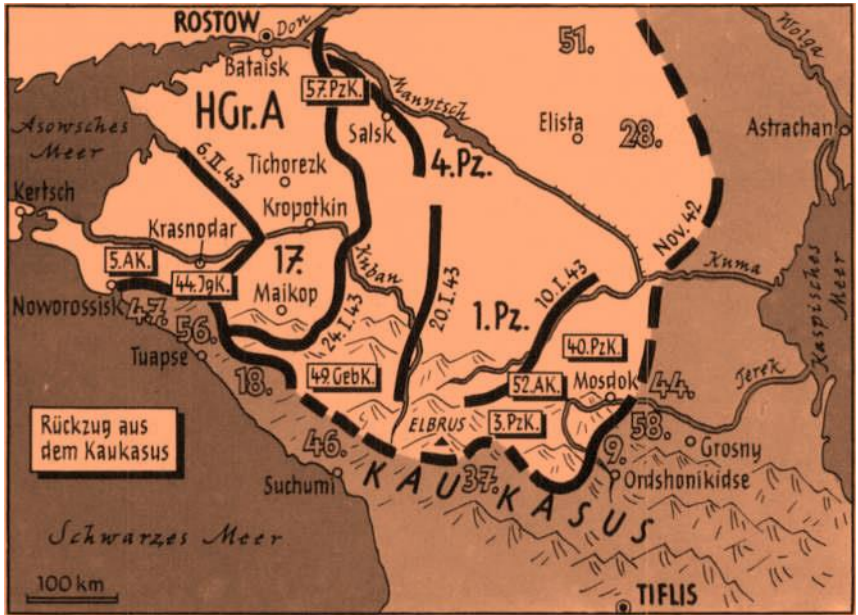 ROSTOW
Don
Bataisk
51.
Wolga
57.PzK.
HGr.A
Manytsch
Salsk
Elista
28.
Astrachan
Asowsches
Meer
6.II.43
Tichorezk
4.Pz.
Kertsch
Kropotkin
Krasnodar
Nov. 42
5.AK.
44.JgK.
17.
Kuban
Kuma
Noworossisk
47.
Maikop
24.I.43
20.I.43
10.I.43
1.Pz.
Kaspisches
Meer
56.
Tuapse
40.PzK.
18.
49.GebK.
52.AK.
Mosdok
44.
Terek
Rückzug aus
dem Kaukasus
ELBRUS
3.PzK.
58.
Grosny
46.
9.
Suchumi
37.
Ordshonikidse
KAUKASUS
Schwarzes Meer
100 km
TIFLIS